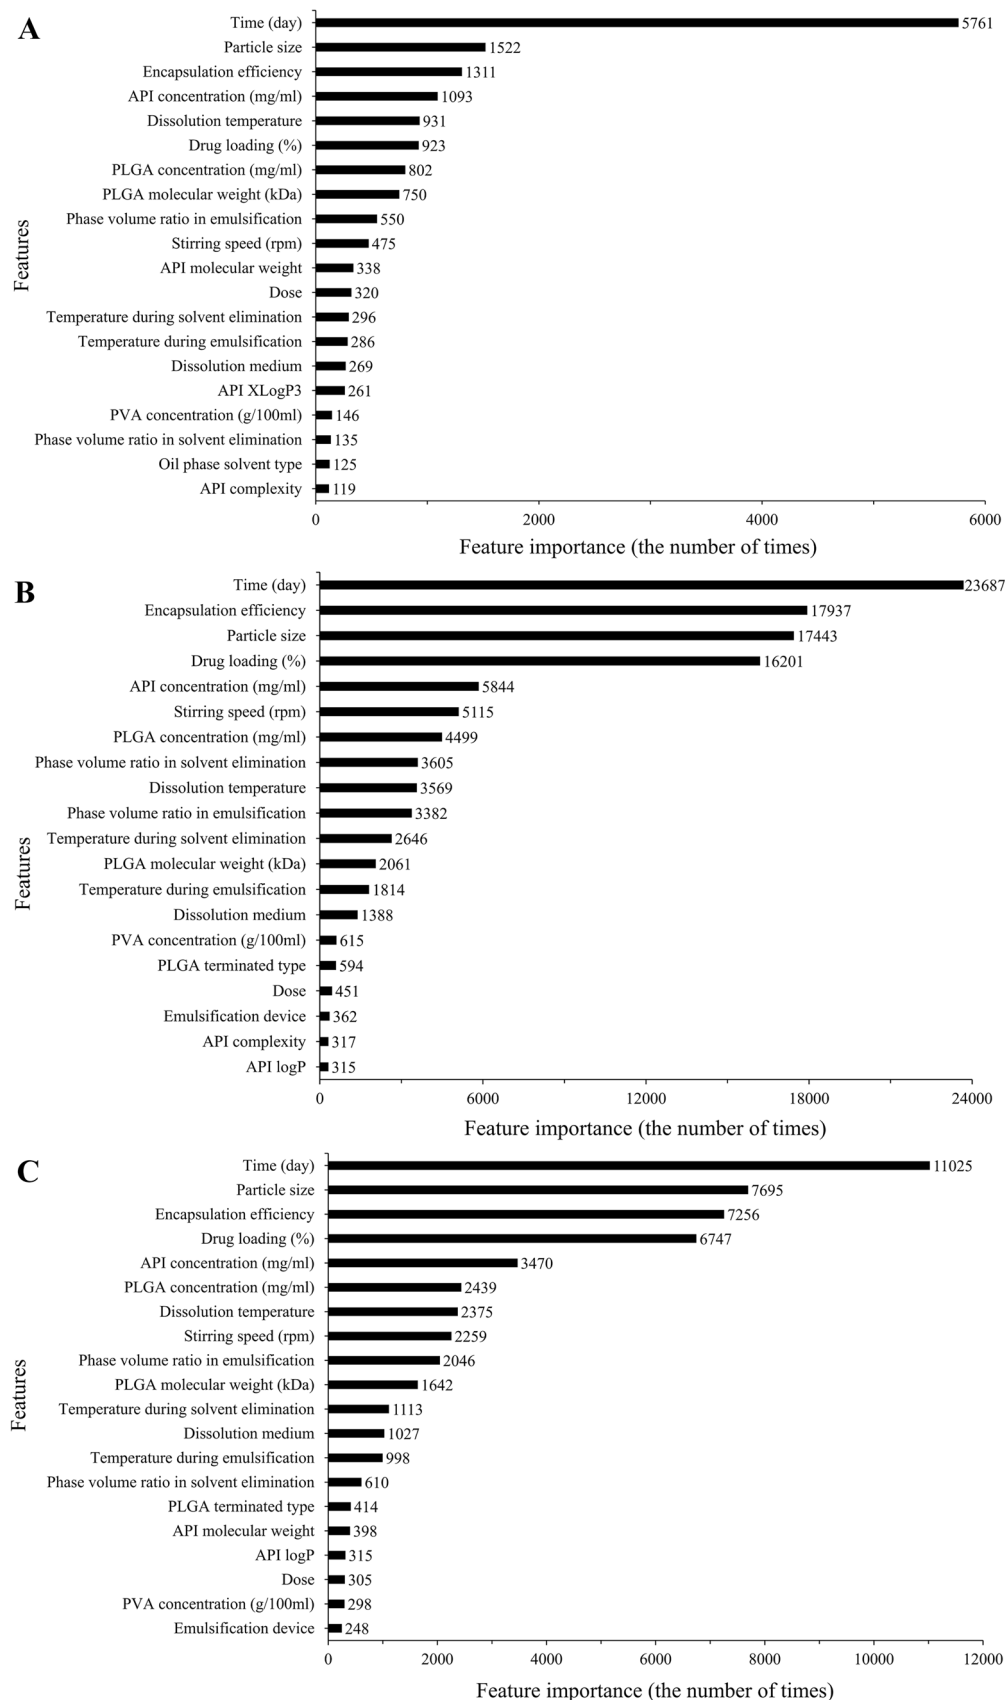 A
Time (day) 5761
Particle size 1522
Encapsulation efficiency 1311
API concentration (mg/ml) 1093
Dissolution temperature 931
Drug loading (%) 923
PLGA concentration (mg/ml) 802
PLGA molecular weight (kDa) 750
Phase volume ratio in emulsification 550
Stirring speed (rpm) 475
API molecular weight 338
Dose 320
Temperature during solvent elimination 296
Temperature during emulsification 286
Dissolution medium 269
API XLogP3 261
PVA concentration (g/100ml) 146
Phase volume ratio in solvent elimination 135
Oil phase solvent type 125
API complexity 119
Features
0 2000 4000 6000
Feature importance (the number of times)
B
Time (day) 23687
Encapsulation efficiency 17937
Particle size 17443
Drug loading (%) 16201
API concentration (mg/ml) 5844
Stirring speed (rpm) 5115
PLGA concentration (mg/ml) 4499
Phase volume ratio in solvent elimination 3605
Dissolution temperature 3569
Phase volume ratio in emulsification 3382
Temperature during solvent elimination 2646
PLGA molecular weight (kDa) 2061
Temperature during emulsification 1814
Dissolution medium 1388
PVA concentration (g/100ml) 615
PLGA terminated type 594
Dose 451
Emulsification device 362
API complexity 317
API logP 315
Features
0 6000 12000 18000 24000
Feature importance (the number of times)
C
Time (day) 11025
Particle size 7695
Encapsulation efficiency 7256
Drug loading (%) 6747
API concentration (mg/ml) 3470
PLGA concentration (mg/ml) 2439
Dissolution temperature 2375
Stirring speed (rpm) 2259
Phase volume ratio in emulsification 2046
PLGA molecular weight (kDa) 1642
Temperature during solvent elimination 1113
Dissolution medium 1027
Temperature during emulsification 998
Phase volume ratio in solvent elimination 610
PLGA terminated type 414
API molecular weight 398
API logP 315
Dose 305
PVA concentration (g/100ml) 298
Emulsification device 248
Features
0 2000 4000 6000 8000 10000 12000
Feature importance (the number of times)